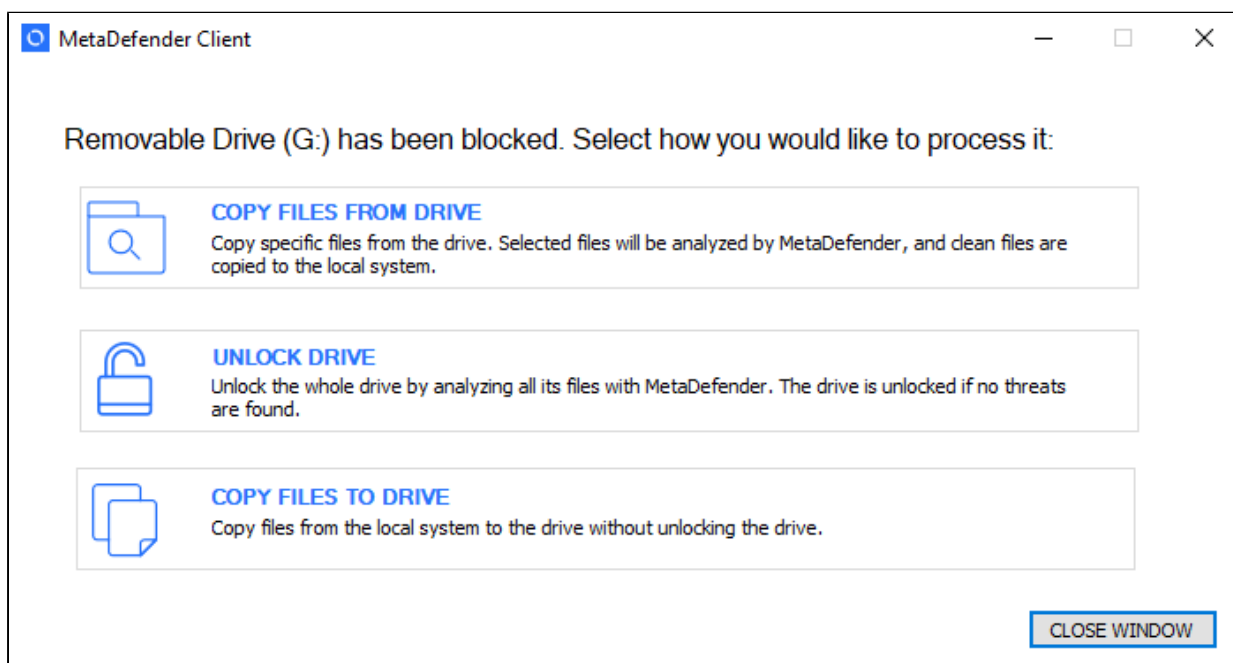 MetaDefender Client
Removable Drive (G:) has been blocked. Select how you would like to process it:
COPY FILES FROM DRIVE
Copy specific files from the drive. Selected files will be analyzed by MetaDefender, and clean files are
copied to the local system.
UNLOCK DRIVE
Unlock the whole drive by analyzing all its files with MetaDefender. The drive is unlocked if no threats
are found.
COPY FILES TO DRIVE
Copy files from the local system to the drive without unlocking the drive.
CLOSE WINDOW